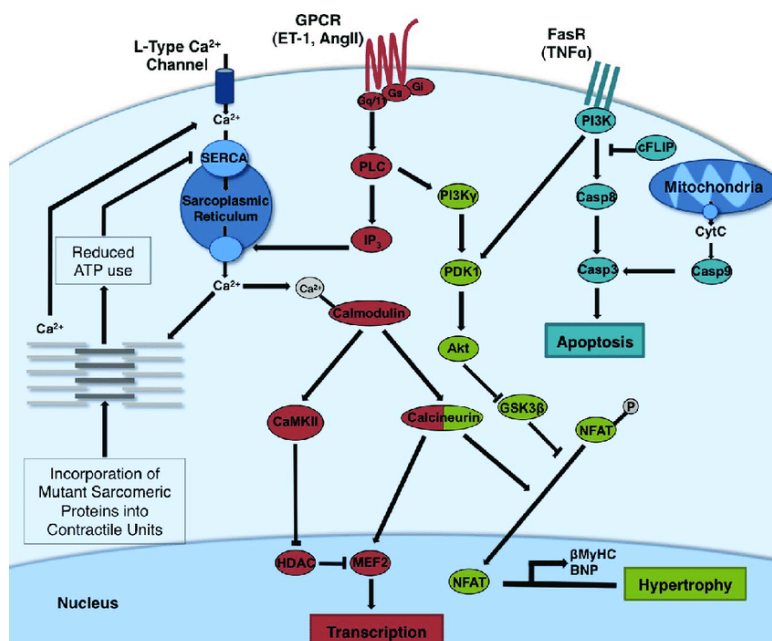 GPCR
(ET-1, AngII)
FasR
(TNFα)
L-Type Ca²⁺
Channel
Gq/11
Gs
Gi
Ca²⁺
PI3K
cFLIP
SERCA
PLC
Mitochondria
Sarcoplasmic
Reticulum
PI3Kγ
Casp8
CytC
IP₃
Reduced
ATP use
PDK1
Casp3
Casp9
Ca²⁺
Ca²⁺
Ca²⁺
Calmodulin
Apoptosis
Akt
CaMKII
Calcineurin
GSK3β
NFAT
P
Incorporation of
Mutant Sarcomeric
Proteins into
Contractile Units
HDAC
MEF2
NFAT
βMyHC
BNP
Hypertrophy
Nucleus
Transcription